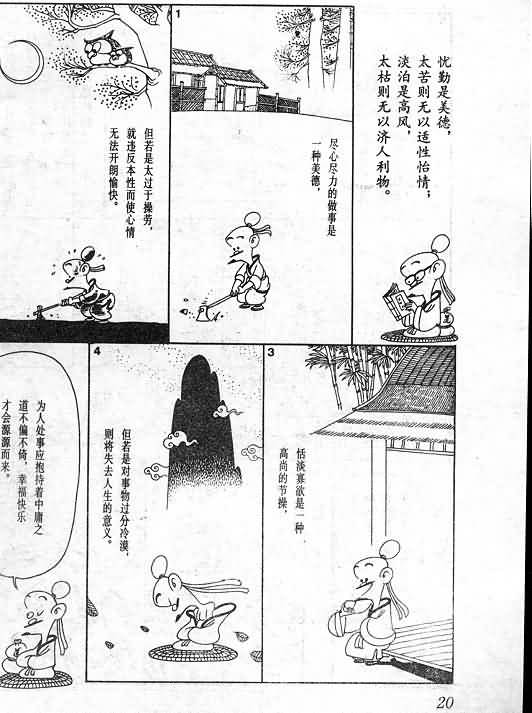 忧勤是美德，
太苦则无以适性怡情；
淡泊是高风，
太枯则无以济人利物。
1
尽心尽力的做事是
一种美德，
但若是太过于操劳，
就违反本性而使心情
无法开朗愉快。
3
恬淡寡欲是一种
高尚的节操，
4
但若是对事物过分冷漠，
则将失去人生的意义。
为人处事应抱持着中庸之
道不偏不倚，幸福快乐
才会源源而来。
20